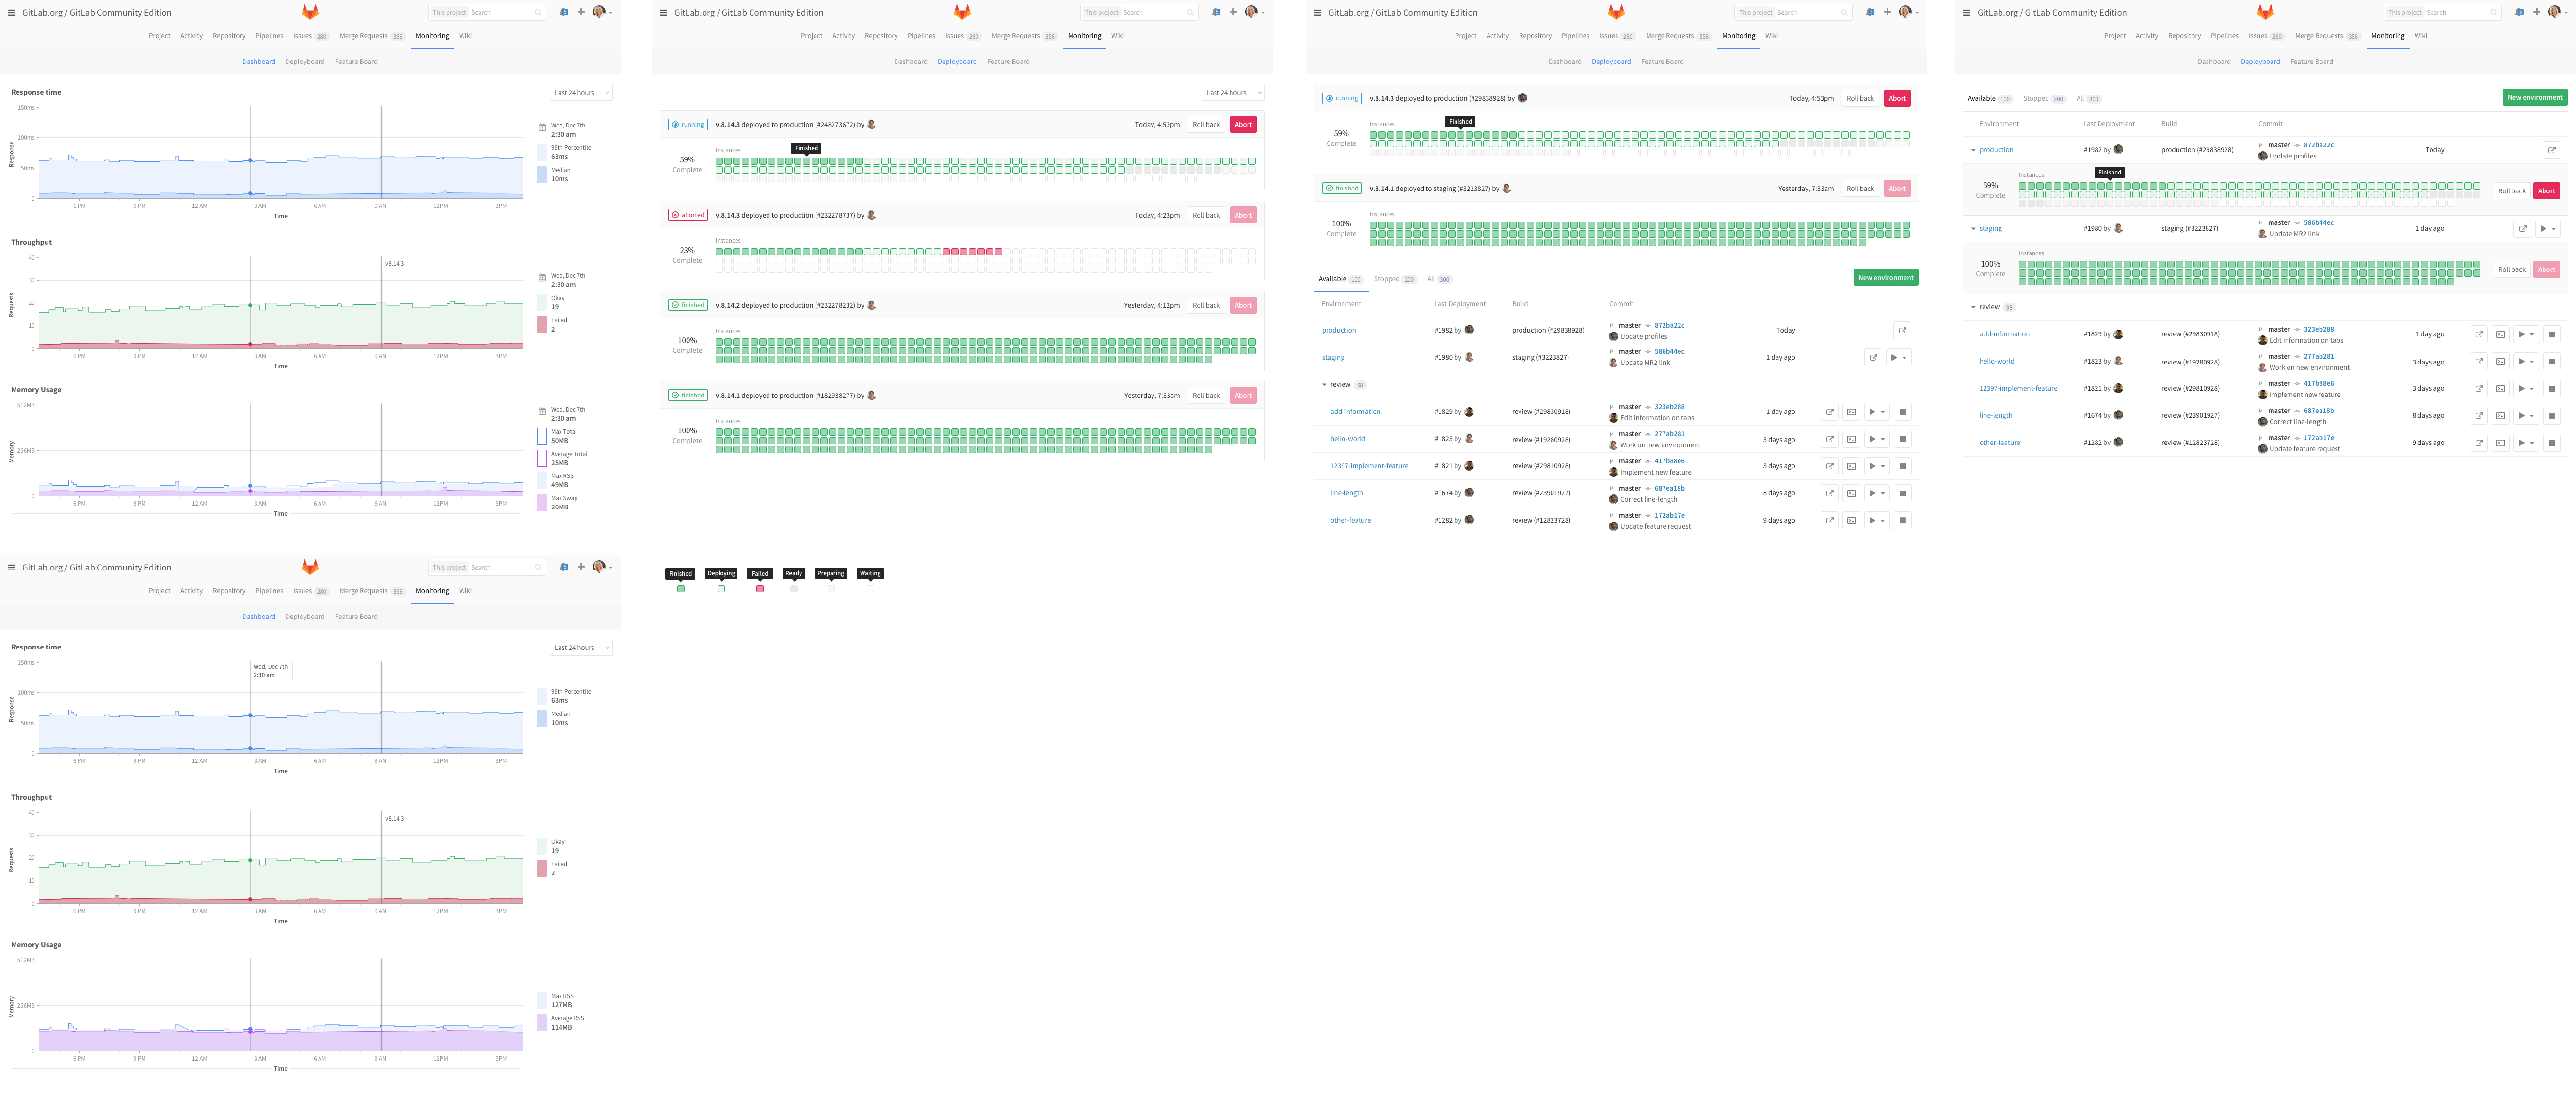 GitLab.org / GitLab Community Edition
This project Search
Project Activity Repository Pipelines Issues 280 Merge Requests 356 Monitoring Wiki
Dashboard Deployboard Feature Board
Response time
Last 24 hours
150ms
100ms
50ms
0
Response
6 PM 9 PM 12 AM 3 AM 6 AM 9 AM 12PM 3PM
Time
Wed, Dec 7th
2:30 am
95th Percentile
63ms
Median
10ms
Throughput
40
30
20
10
0
Requests
v8.14.3
6 PM 9 PM 12 AM 3 AM 6 AM 9 AM 12PM 3PM
Time
Wed, Dec 7th
2:30 am
Okay
19
Failed
2
Memory Usage
512MB
256MB
0
Memory
6 PM 9 PM 12 AM 3 AM 6 AM 9 AM 12PM 3PM
Time
Wed, Dec 7th
2:30 am
Max Total
50MB
Average Total
25MB
Max RSS
49MB
Max Swap
20MB
GitLab.org / GitLab Community Edition
This project Search
Project Activity Repository Pipelines Issues 280 Merge Requests 356 Monitoring Wiki
Dashboard Deployboard Feature Board
Last 24 hours
running v.8.14.3 deployed to production (#248273672) by Today, 4:53pm Roll back Abort
Finished
Instances
59%
Complete
aborted v.8.14.3 deployed to production (#232278737) by Today, 4:23pm Roll back Abort
Instances
23%
Complete
finished v.8.14.2 deployed to production (#232278232) by Yesterday, 4:12pm Roll back Abort
Instances
100%
Complete
finished v.8.14.1 deployed to production (#182938277) by Yesterday, 7:33am Roll back Abort
Instances
100%
Complete
GitLab.org / GitLab Community Edition
This project Search
Project Activity Repository Pipelines Issues 280 Merge Requests 356 Monitoring Wiki
Dashboard Deployboard Feature Board
running v.8.14.3 deployed to production (#29838928) by Today, 4:53pm Roll back Abort
Finished
Instances
59%
Complete
finished v.8.14.1 deployed to staging (#3223827) by Yesterday, 7:33am Roll back Abort
Instances
100%
Complete
Available 100 Stopped 200 All 300 New environment
Environment Last Deployment Build Commit
production #1982 by production (#29838928) master 872ba22c Today
Update profiles
staging #1980 by staging (#3223827) master 586b44ec 1 day ago
Update MR2 link
review 98
add-information #1829 by review (#29830918) master 323eb288 1 day ago
Edit information on tabs
hello-world #1823 by review (#19280928) master 277ab281 3 days ago
Work on new environment
12397-implement-feature #1821 by review (#29810928) master 417b88e6 3 days ago
Implement new feature
line-length #1674 by review (#23901927) master 687ea18b 8 days ago
Correct line-length
other-feature #1282 by review (#12823728) master 172ab17e 9 days ago
Update feature request
GitLab.org / GitLab Community Edition
This project Search
Project Activity Repository Pipelines Issues 280 Merge Requests 356 Monitoring Wiki
Dashboard Deployboard Feature Board
Available 100 Stopped 200 All 300 New environment
Environment Last Deployment Build Commit
production #1982 by production (#29838928) master 872ba22c Today
Update profiles
Finished
Instances
59%
Complete
Roll back Abort
staging #1980 by staging (#3223827) master 586b44ec 1 day ago
Update MR2 link
Instances
100%
Complete
Roll back Abort
review 98
add-information #1829 by review (#29830918) master 323eb288 1 day ago
Edit information on tabs
hello-world #1823 by review (#19280928) master 277ab281 3 days ago
Work on new environment
12397-implement-feature #1821 by review (#29810928) master 417b88e6 3 days ago
Implement new feature
line-length #1674 by review (#23901927) master 687ea18b 8 days ago
Correct line-length
other-feature #1282 by review (#12823728) master 172ab17e 9 days ago
Update feature request
GitLab.org / GitLab Community Edition
This project Search
Project Activity Repository Pipelines Issues 280 Merge Requests 356 Monitoring Wiki
Dashboard Deployboard Feature Board
Response time
Last 24 hours
150ms
100ms
50ms
0
Response
Wed, Dec 7th
2:30 am
6 PM 9 PM 12 AM 3 AM 6 AM 9 AM 12PM 3PM
Time
95th Percentile
63ms
Median
10ms
Throughput
40
30
20
10
0
Requests
v8.14.3
6 PM 9 PM 12 AM 3 AM 6 AM 9 AM 12PM 3PM
Time
Okay
19
Failed
2
Memory Usage
512MB
256MB
0
Memory
6 PM 9 PM 12 AM 3 AM 6 AM 9 AM 12PM 3PM
Time
Max RSS
127MB
Average RSS
114MB
Finished Deploying Failed Ready Preparing Waiting